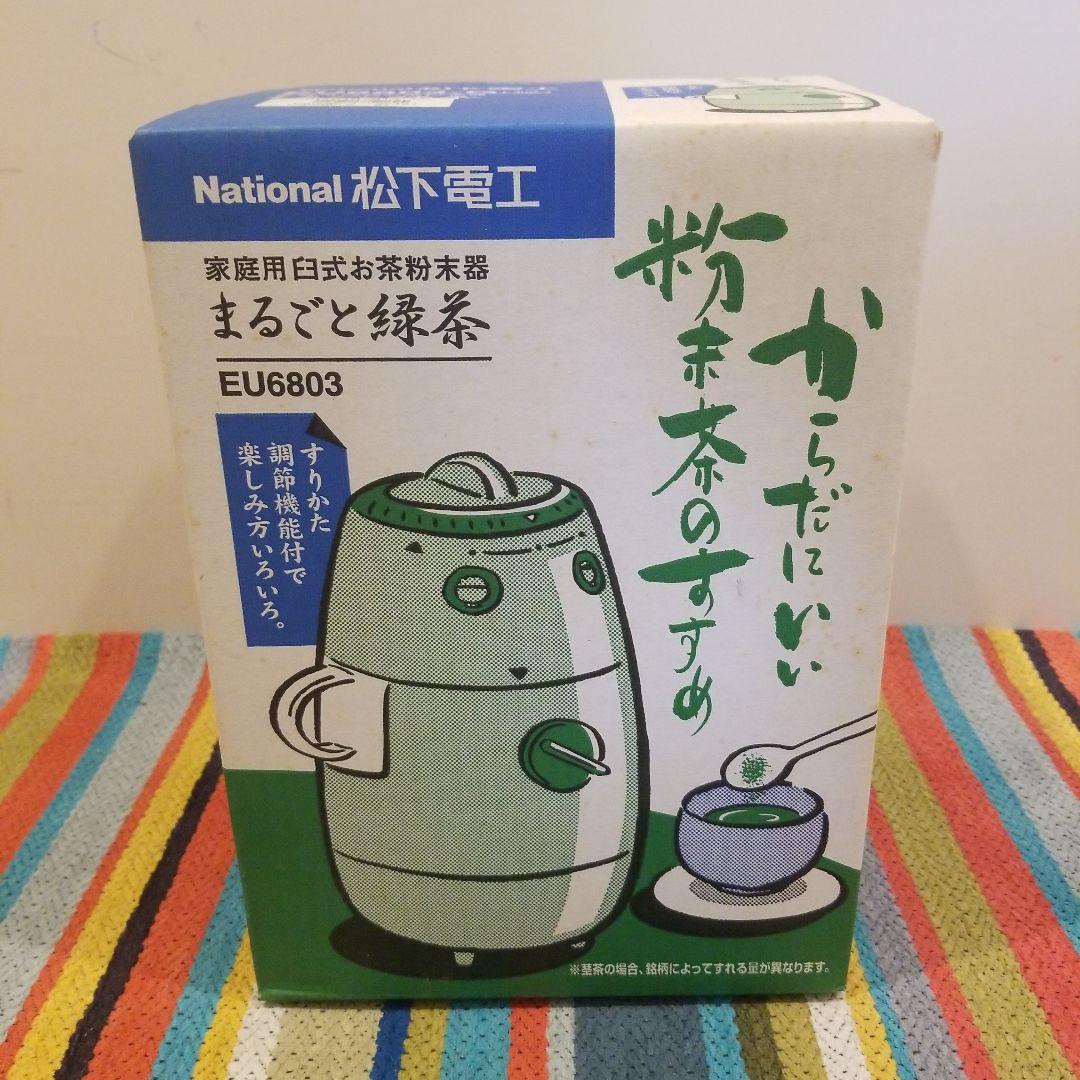 National 松下電工
家庭用 臼式お茶粉末器
まるごと緑茶
EU6803
すりかた
調節機能付で
楽しみ方いろいろ。
からだにいい
粉末茶のすすめ
※茎茶の場合、銘柄によってすれる量が異なります。